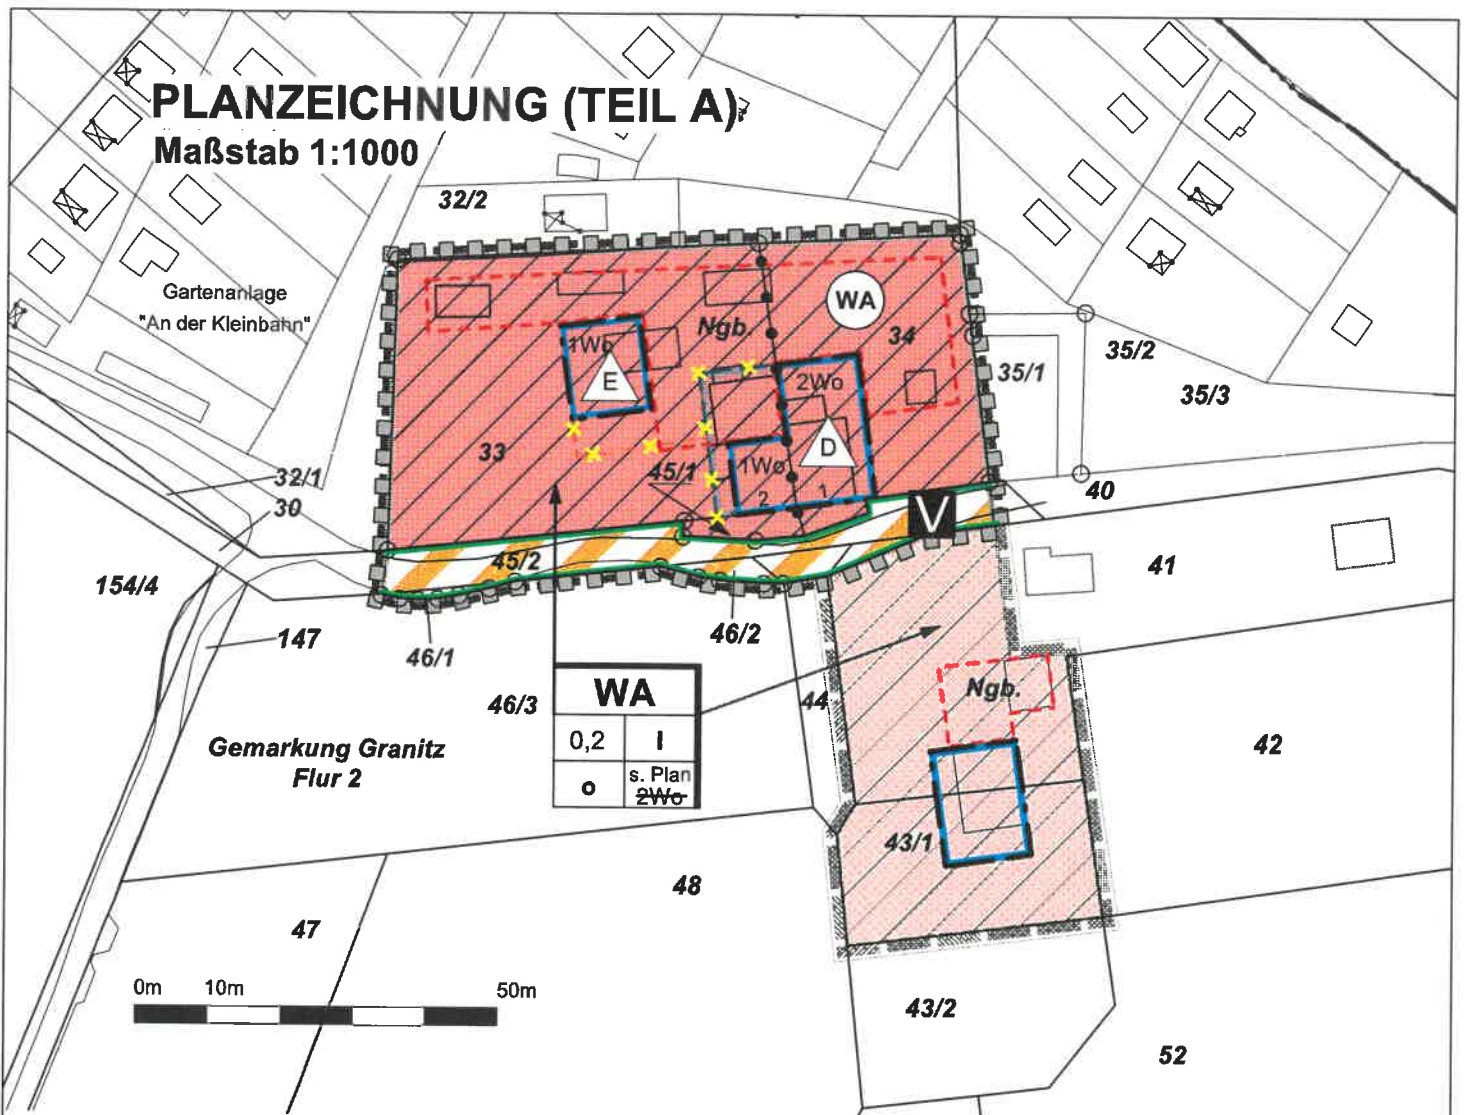 PLANZEICHNUNG (TEIL A)
Maßstab 1:1000
32/2
Gartenanlage
"An der Kleinbahn"
WA
Ngb.
34
35/2
35/1
35/3
1Wo
E
2Wo
D
33
45/1
1Wo
2
1
32/1
30
V
40
45/2
41
154/4
147
46/1
46/2
46/3
WA
0,2
I
o
s. Plan
2Wo
44
Ngb.
42
Gemarkung Granitz
Flur 2
43/1
48
47
0m
10m
50m
43/2
52